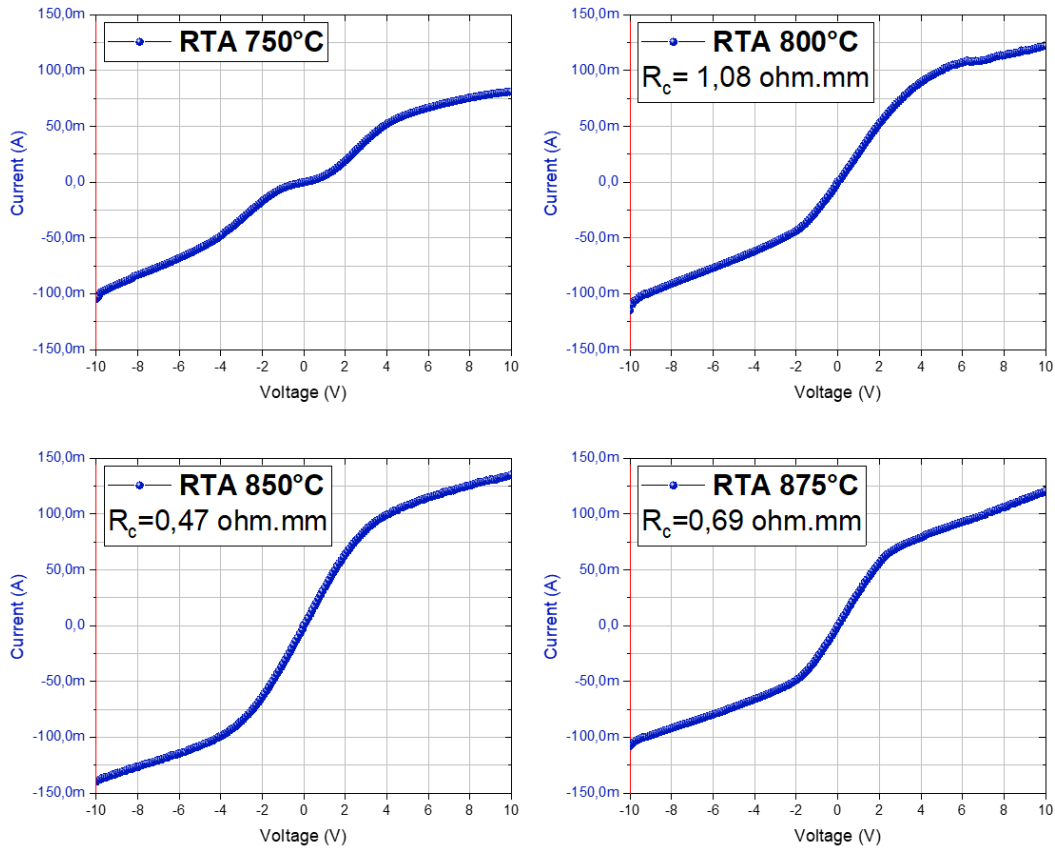 RTA 750°C
150,0m
100,0m
50,0m
0,0
-50,0m
-100,0m
-150,0m
Current (A)
-10 -8 -6 -4 -2 0 2 4 6 8 10
Voltage (V)
RTA 800°C
Rc= 1,08 ohm.mm
150,0m
100,0m
50,0m
0,0
-50,0m
-100,0m
-150,0m
Current (A)
-10 -8 -6 -4 -2 0 2 4 6 8 10
Voltage (V)
RTA 850°C
Rc=0,47 ohm.mm
150,0m
100,0m
50,0m
0,0
-50,0m
-100,0m
-150,0m
Current (A)
-10 -8 -6 -4 -2 0 2 4 6 8 10
Voltage (V)
RTA 875°C
Rc=0,69 ohm.mm
150,0m
100,0m
50,0m
0,0
-50,0m
-100,0m
-150,0m
Current (A)
-10 -8 -6 -4 -2 0 2 4 6 8 10
Voltage (V)